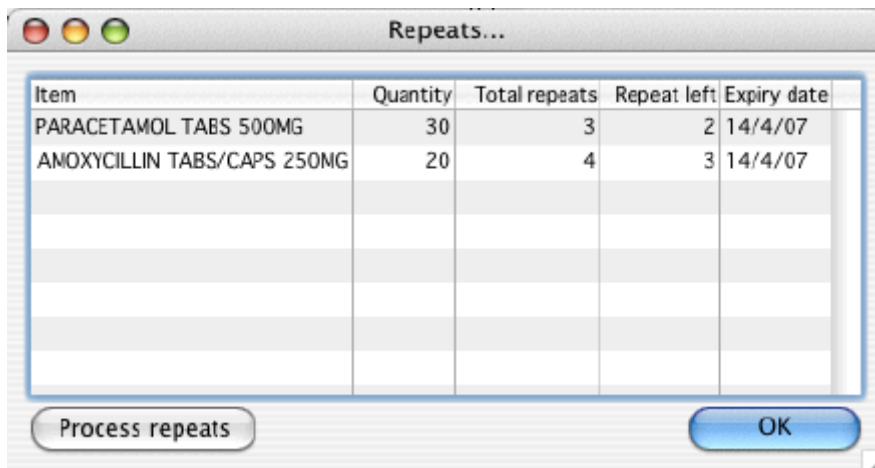 Repeats...
Item Quantity Total repeats Repeat left Expiry date
PARACETAMOL TABS 500MG 30 3 2 14/4/07
AMOXYCILLIN TABS/CAPS 250MG 20 4 3 14/4/07
Process repeats OK